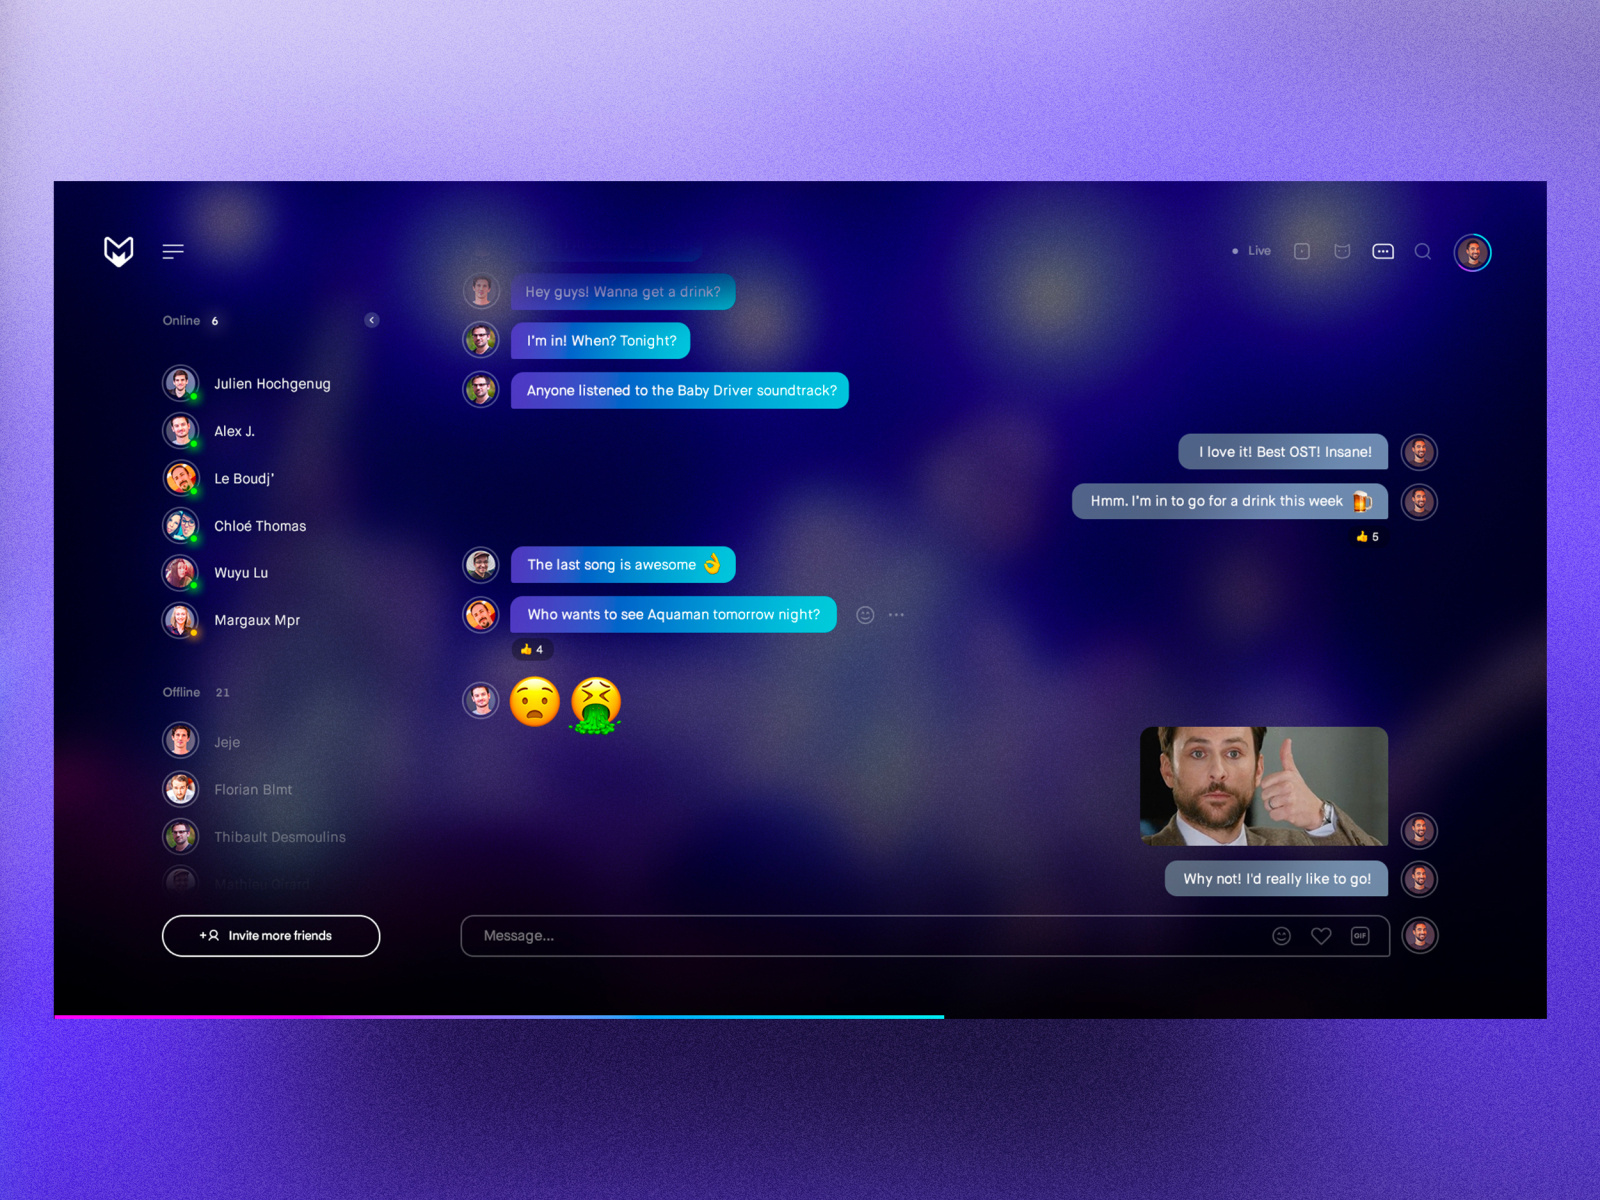 Live
Online 6
Julien Hochgenug
Alex J.
Le Boudj'
Chloé Thomas
Wuyu Lu
Margaux Mpr
Offline 21
Jeje
Florian Blmt
Thibault Desmoulins
Mathieu Girard
+ Invite more friends
Hey guys! Wanna get a drink?
I'm in! When? Tonight?
Anyone listened to the Baby Driver soundtrack?
I love it! Best OST! Insane!
Hmm. I'm in to go for a drink this week 🍺
👍 5
The last song is awesome 👌
Who wants to see Aquaman tomorrow night?
👍 4
😧 🤮
Why not! I'd really like to go!
Message...
GIF